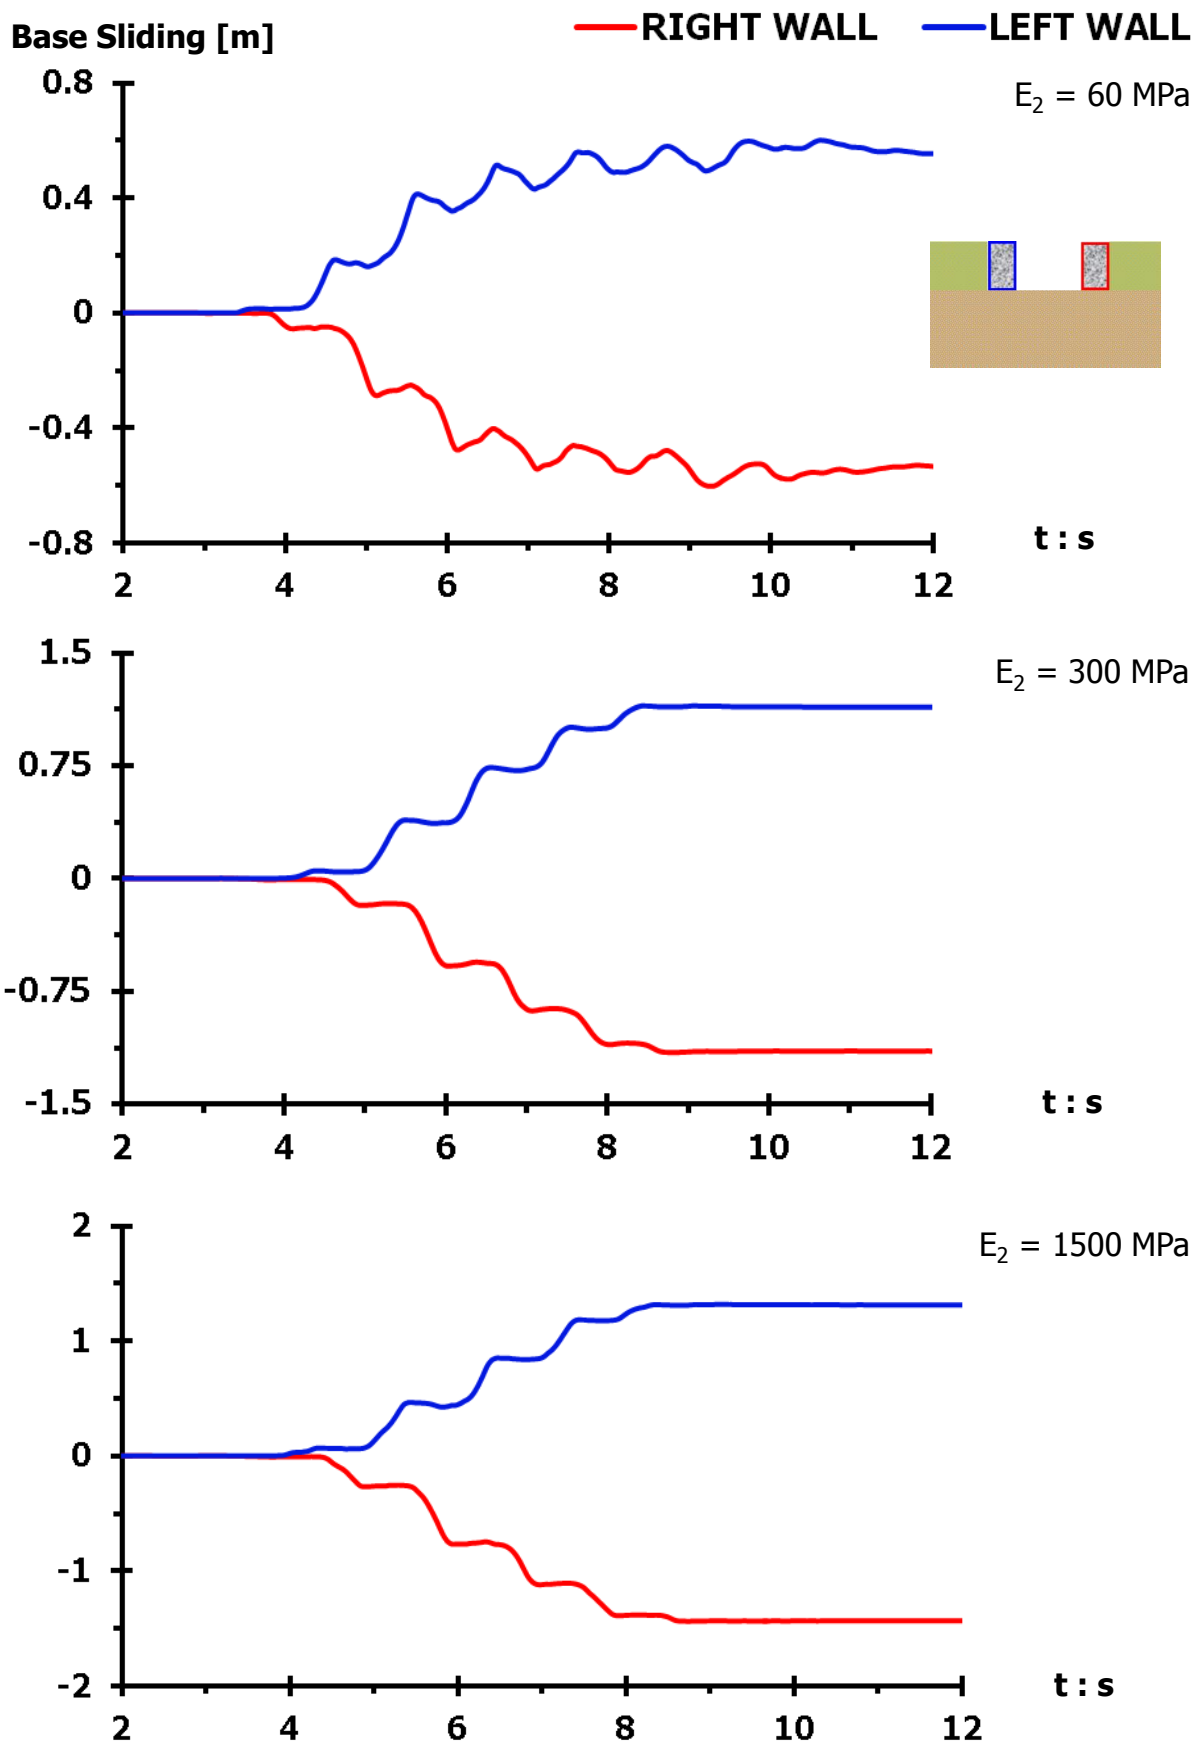 Base Sliding [m]
RIGHT WALL LEFT WALL
E₂ = 60 MPa
0.8
0.4
0
-0.4
-0.8
t : s
2 4 6 8 10 12
E₂ = 300 MPa
1.5
0.75
0
-0.75
-1.5
t : s
2 4 6 8 10 12
E₂ = 1500 MPa
2
1
0
-1
-2
t : s
2 4 6 8 10 12